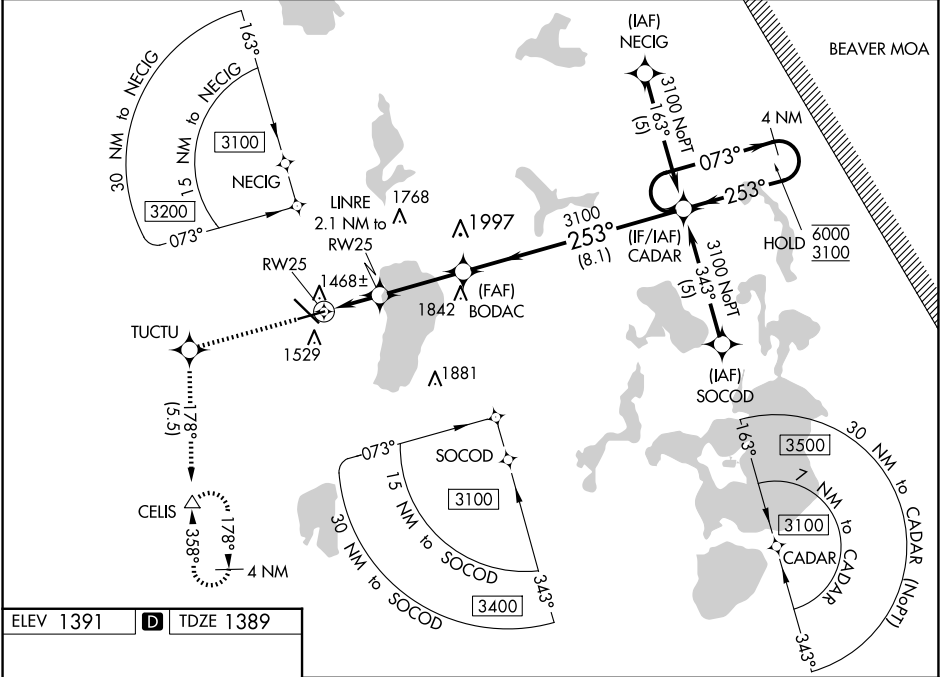 (IAF)
NECIG
BEAVER MOA
163°
30 NM to NECIG
15 NM to NECIG
3100
NECIG
3200
073°
3100 NoPT
163°
(5)
4 NM
073°
253°
HOLD
6000
3100
LINRE
2.1 NM to
RW25
1768
1997
3100
253°
(8.1)
(IF/IAF)
CADAR
RW25
1468±
1842
(FAF)
BODAC
3100 NoPT
343°
(5)
TUCTU
1529
1881
(IAF)
SOCOD
178°
(5.5)
CELIS
178°
358°
4 NM
073°
SOCOD
3100
15 NM to SOCOD
30 NM to SOCOD
3400
343°
163°
3500
30 NM to CADAR (NoPT)
7 NM to CADAR
3100
CADAR
343°
ELEV 1391
D
TDZE 1389